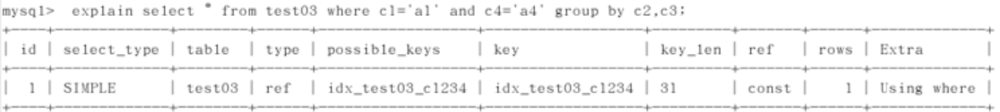 mysql>  explain select * from test03 where c1='a1' and c4='a4' group by c2,c3;
+----+-------------+--------+------+-----------------+-----------------+---------+-------+------+-------------+
| id | select_type | table  | type | possible_keys   | key             | key_len | ref   | rows | Extra       |
+----+-------------+--------+------+-----------------+-----------------+---------+-------+------+-------------+
|  1 | SIMPLE      | test03 | ref  | idx_test03_c1234 | idx_test03_c1234 | 31      | const |    1 | Using where |
+----+-------------+--------+------+-----------------+-----------------+---------+-------+------+-------------+